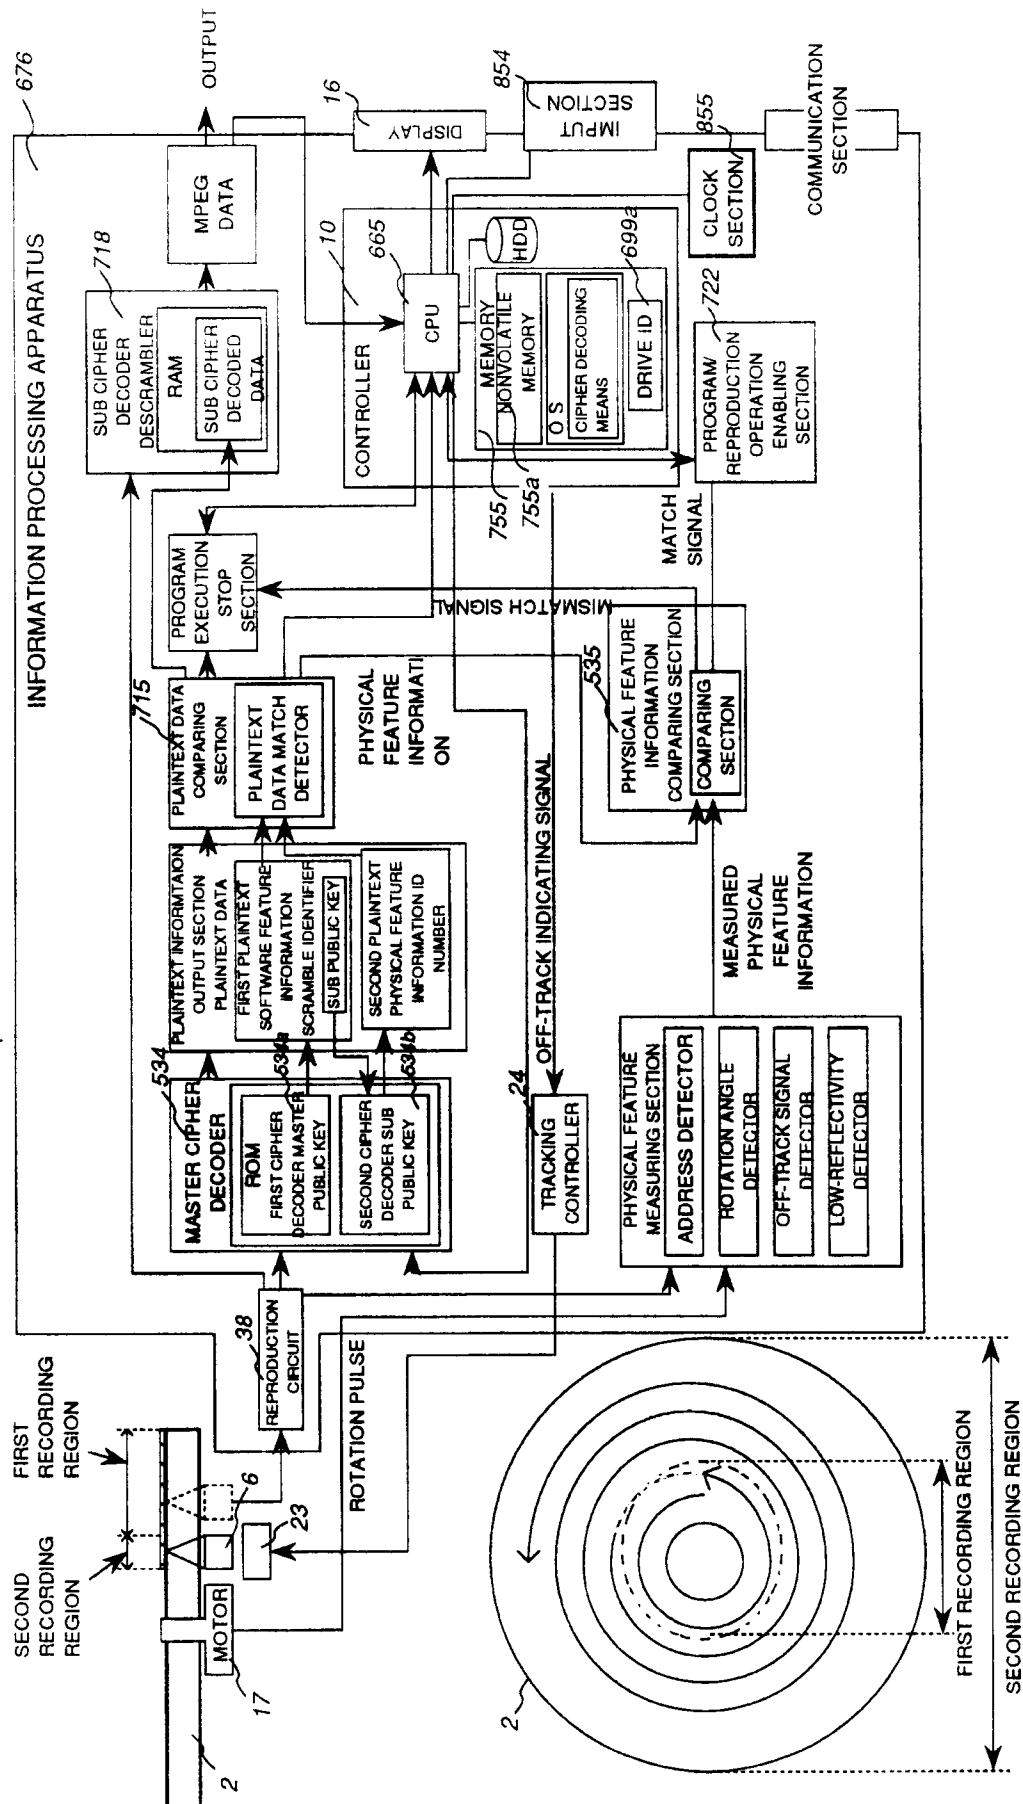 INFORMATION PROCESSING APPARATUS
676
SECOND
RECORDING
REGION
FIRST
RECORDING
REGION
MOTOR
17
2
6
23
38
REPRODUCTION
CIRCUIT
ROTATION PULSE
534
MASTER CIPHER
DECODER
ROM
FIRST CIPHER
DECODER MASTER
PUBLIC KEY
534a
SECOND CIPHER
DECODER SUB
PUBLIC KEY
534b
PLAINTEXT INFORMTAION
OUTPUT SECTION
PLAINTEXT DATA
FIRST PLAINTEXT
SOFTWARE FEATURE
INFORMATION
SCRAMBLE IDENTIFIER
SUB PUBLIC KEY
SECOND PLAINTEXT
PHYSICAL FEATURE
INFORMATION ID
NUMBER
715
PLAINTEXT DATA
COMPARING
SECTION
PLAINTEXT
DATA MATCH
DETECTOR
PHYSICAL
FEATURE
INFORMATI
ON
PROGRAM
EXECUTION
STOP
SECTION
718
SUB CIPHER
DECODER
DESCRAMBLER
RAM
SUB CIPHER
DECODED
DATA
MPEG
DATA
OUTPUT
CONTROLLER
10
665
CPU
HDD
MEMORY
NONVOLATILE
MEMORY
755
755a
O S
CIPHER DECODING
MEANS
DRIVE ID
699a
16
DISPLAY
854
IMPUT
SECTION
CLOCK
SECTION
855
COMMUNICATION
SECTION
PROGRAM/
REPRODUCTION
OPERATION
ENABLING
SECTION
722
MATCH
SIGNAL
MISMATCH SIGNAL
535
PHYSICAL FEATURE
INFORMATION
COMPARING SECTION
COMPARING
SECTION
OFF-TRACK INDICATING SIGNAL
24
TRACKING
CONTROLLER
MEASURED
PHYSICAL
FEATURE
INFORMATION
PHYSICAL FEATURE
MEASURING SECTION
ADDRESS DETECTOR
ROTATION ANGLE
DETECTOR
OFF-TRACK SIGNAL
DETECTOR
LOW-REFLECTIVITY
DETECTOR
2
FIRST RECORDING REGION
SECOND RECORDING REGION